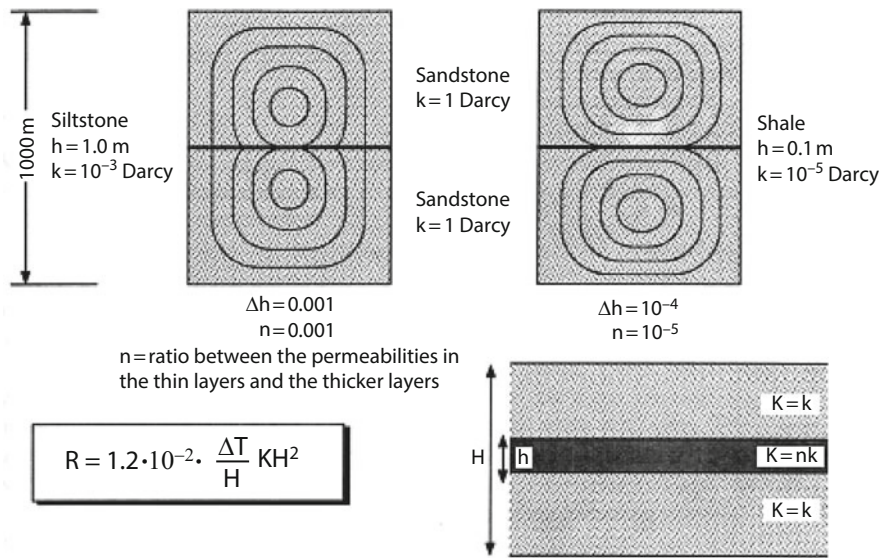 1000 m
Siltstone
h = 1.0 m
k = 10⁻³ Darcy
Sandstone
k = 1 Darcy
Sandstone
k = 1 Darcy
Shale
h = 0.1 m
k = 10⁻⁵ Darcy
Δh = 0.001
n = 0.001
n = ratio between the permeabilities in
the thin layers and the thicker layers
Δh = 10⁻⁴
n = 10⁻⁵
R = 1.2·10⁻²· ΔT/H KH²
H
h
K = k
K = nk
K = k